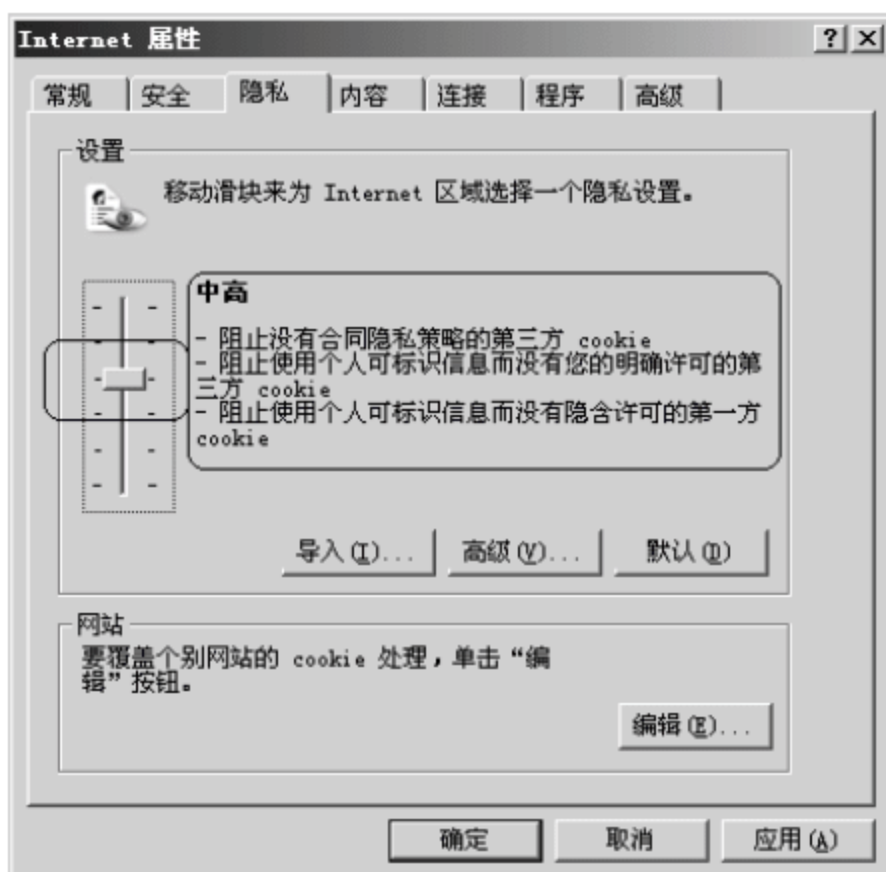 Internet 属性
常规 安全 隐私 内容 连接 程序 高级
设置
移动滑块来为 Internet 区域选择一个隐私设置。
中高
- 阻止没有合同隐私策略的第三方 cookie
- 阻止使用个人可标识信息而没有您的明确许可的第
三方 cookie
- 阻止使用个人可标识信息而没有隐含许可的第一方
cookie
导入(I)... 高级(V)... 默认(D)
网站
要覆盖个别网站的 cookie 处理，单击“编
辑”按钮。
编辑(E)...
确定 取消 应用(A)